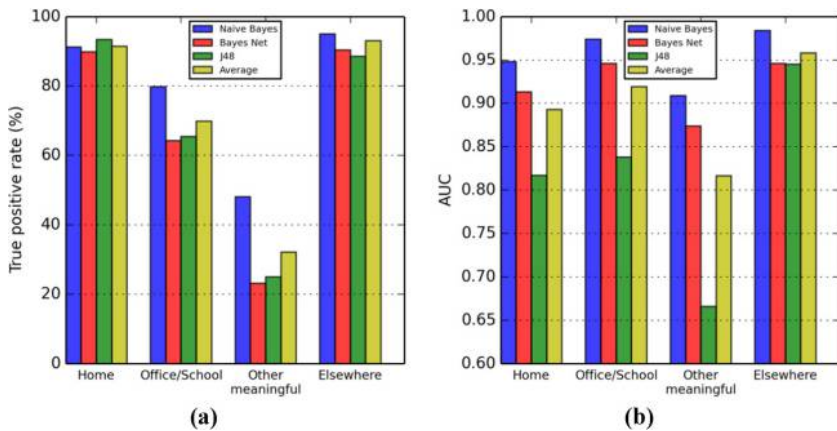 100
80
60
40
20
0
True positive rate (%)
Naive Bayes
Bayes Net
J48
Average
Home
Office/School
Other
meaningful
Elsewhere
(a)
1.00
0.95
0.90
0.85
0.80
0.75
0.70
0.65
0.60
AUC
Naive Bayes
Bayes Net
J48
Average
Home
Office/School
Other
meaningful
Elsewhere
(b)